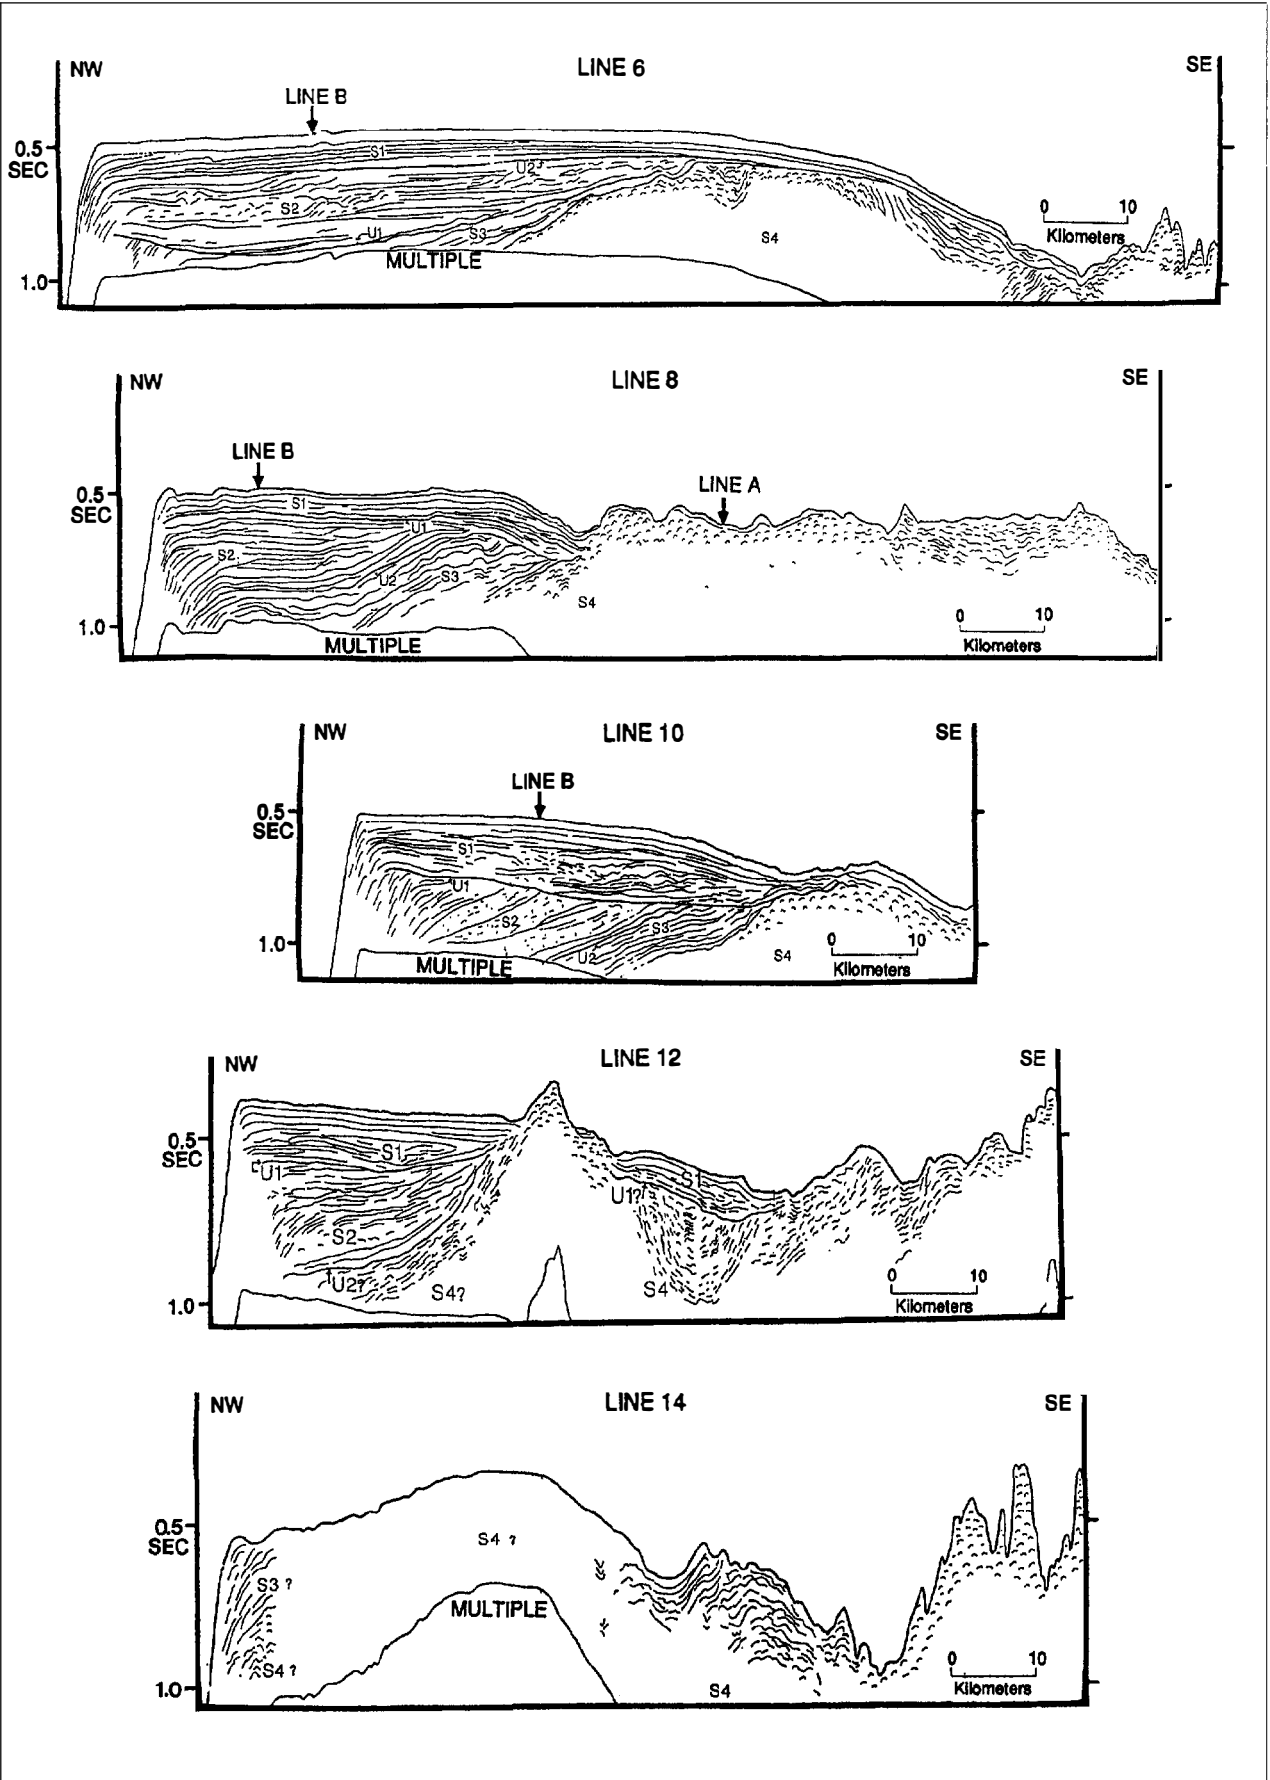 NW LINE 6 SE
LINE B
0.5
SEC
S1
U2
S2
U1 S3
S4
MULTIPLE
1.0
0 10
Kilometers
NW LINE 8 SE
LINE B
LINE A
0.5
SEC
S1
U1
S2
U2 S3
S4
1.0
MULTIPLE
0 10
Kilometers
NW LINE 10 SE
LINE B
0.5
SEC
S1
U1
S2
S3
U2
S4
1.0
MULTIPLE
0 10
Kilometers
NW LINE 12 SE
0.5
SEC
S1
U1
S1
U1?
S2
U2?
S4?
S4
1.0
0 10
Kilometers
NW LINE 14 SE
0.5
SEC
S4 ?
S3 ?
MULTIPLE
S4 ?
1.0
S4
0 10
Kilometers